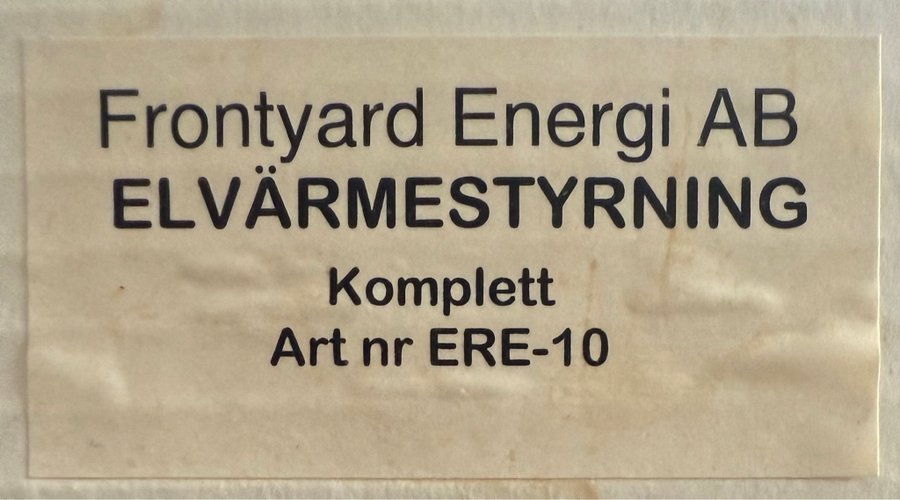 Frontyard Energi AB
ELVÄRMESTYRNING
Komplett
Art nr ERE-10